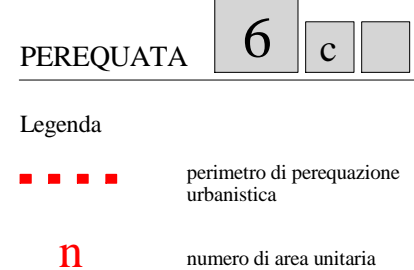 PEREQUATA 6 c
Legenda
perimetro di perequazione
urbanistica
n numero di area unitaria